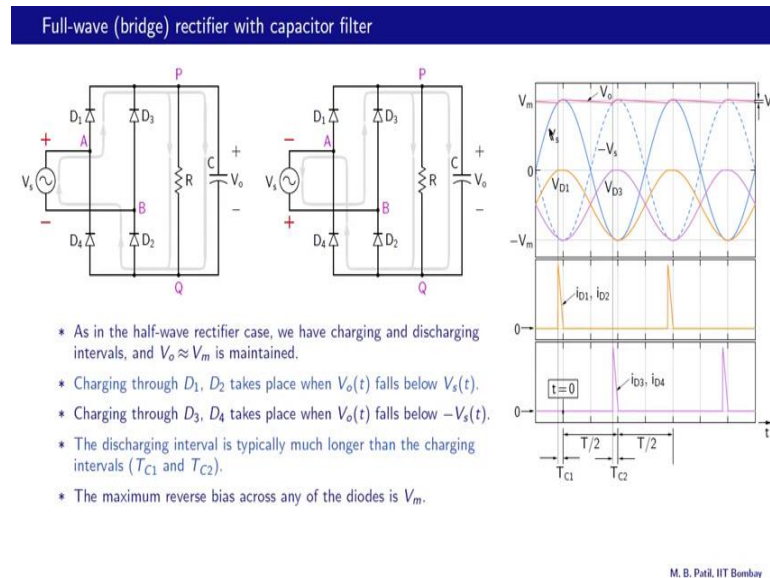 Full-wave (bridge) rectifier with capacitor filter
P
D1
D3
A
+
Vs
−
B
R
C
+
Vo
−
D4
D2
Q
P
D1
D3
A
−
Vs
+
B
R
C
+
Vo
−
D4
D2
Q
Vm
Vo
Vs
−Vs
0
VD1
VD3
−Vm
iD1, iD2
0
iD3, iD4
t=0
0
t
T/2
T/2
TC1
TC2
* As in the half-wave rectifier case, we have charging and discharging
intervals, and Vo ≈ Vm is maintained.
* Charging through D1, D2 takes place when Vo(t) falls below Vs(t).
* Charging through D3, D4 takes place when Vo(t) falls below −Vs(t).
* The discharging interval is typically much longer than the charging
intervals (TC1 and TC2).
* The maximum reverse bias across any of the diodes is Vm.
M. B. Patil, IIT Bombay